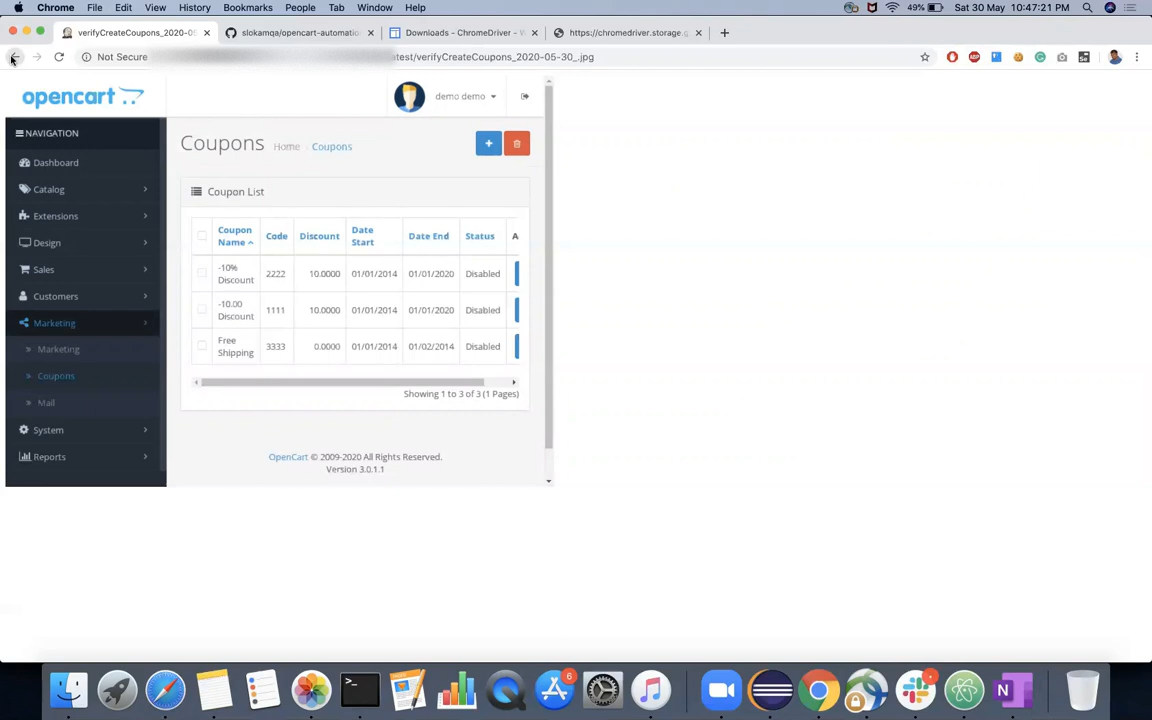 Chrome File Edit View History Bookmarks People Tab Window Help 49% Sat 30 May 10:47:21
verifyCreateCoupons_2020-05 slokamqa/opencart-automatio Downloads - ChromeDriver - W https://chromedriver.storage.g
Not Secure atest/verifyCreateCoupons_2020-05-30_.jpg
opencart demo demo
NAVIGATION
Dashboard
Catalog
Extensions
Design
Sales
Customers
Marketing
Marketing
Coupons
Mail
System
Reports
Coupons Home Coupons
Coupon List
Coupon Name Code Discount Date Start Date End Status A
-10% Discount 2222 10.0000 01/01/2014 01/01/2020 Disabled
-10.00 Discount 1111 10.0000 01/01/2014 01/01/2020 Disabled
Free Shipping 3333 0.0000 01/01/2014 01/02/2014 Disabled
Showing 1 to 3 of 3 (1 Pages)
OpenCart © 2009-2020 All Rights Reserved.
Version 3.0.1.1
6